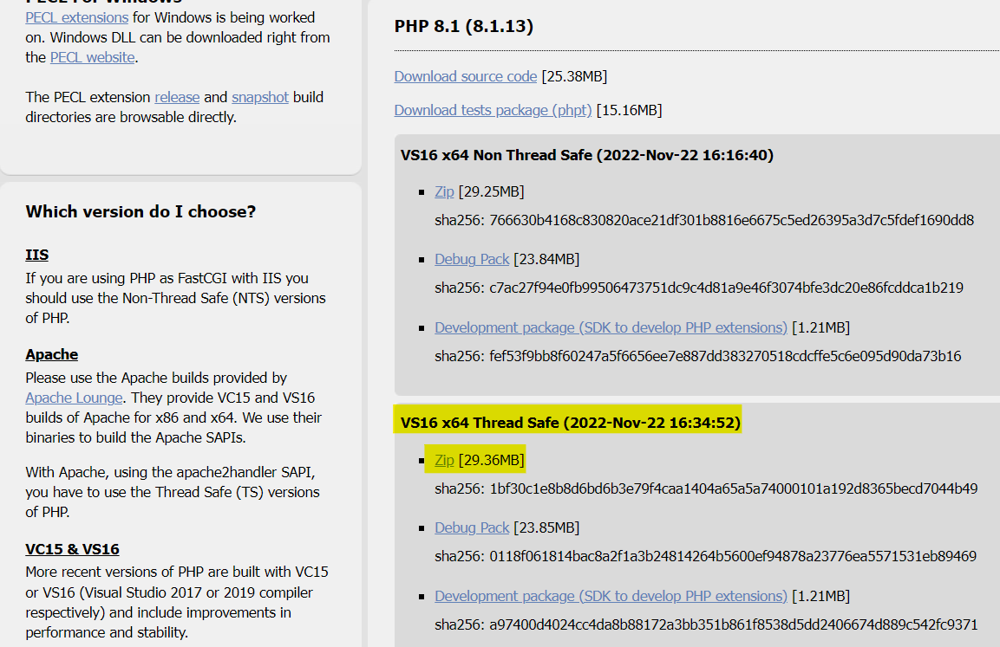 PECL extensions for Windows is being worked
on. Windows DLL can be downloaded right from
the PECL website.
The PECL extension release and snapshot build
directories are browsable directly.
Which version do I choose?
IIS
If you are using PHP as FastCGI with IIS you
should use the Non-Thread Safe (NTS) versions
of PHP.
Apache
Please use the Apache builds provided by
Apache Lounge. They provide VC15 and VS16
builds of Apache for x86 and x64. We use their
binaries to build the Apache SAPIs.
With Apache, using the apache2handler SAPI,
you have to use the Thread Safe (TS) versions
of PHP.
VC15 & VS16
More recent versions of PHP are built with VC15
or VS16 (Visual Studio 2017 or 2019 compiler
respectively) and include improvements in
performance and stability.
PHP 8.1 (8.1.13)
Download source code [25.38MB]
Download tests package (phpt) [15.16MB]
VS16 x64 Non Thread Safe (2022-Nov-22 16:16:40)
Zip [29.25MB]
sha256: 766630b4168c830820ace21df301b8816e6675c5ed26395a3d7c5fdef1690dd8
Debug Pack [23.84MB]
sha256: c7ac27f94e0fb99506473751dc9c4d81a9e46f3074bfe3dc20e86fcddca1b219
Development package (SDK to develop PHP extensions) [1.21MB]
sha256: fef53f9bb8f60247a5f6656ee7e887dd383270518cdcffe5c6e095d90da73b16
VS16 x64 Thread Safe (2022-Nov-22 16:34:52)
Zip [29.36MB]
sha256: 1bf30c1e8b8d6bd6b3e79f4caa1404a65a5a74000101a192d8365becd7044b49
Debug Pack [23.85MB]
sha256: 0118f061814bac8a2f1a3b24814264b5600ef94878a23776ea5571531eb89469
Development package (SDK to develop PHP extensions) [1.21MB]
sha256: a97400d4024cc4da8b88172a3bb351b861f8538d5dd2406674d889c542fc9371